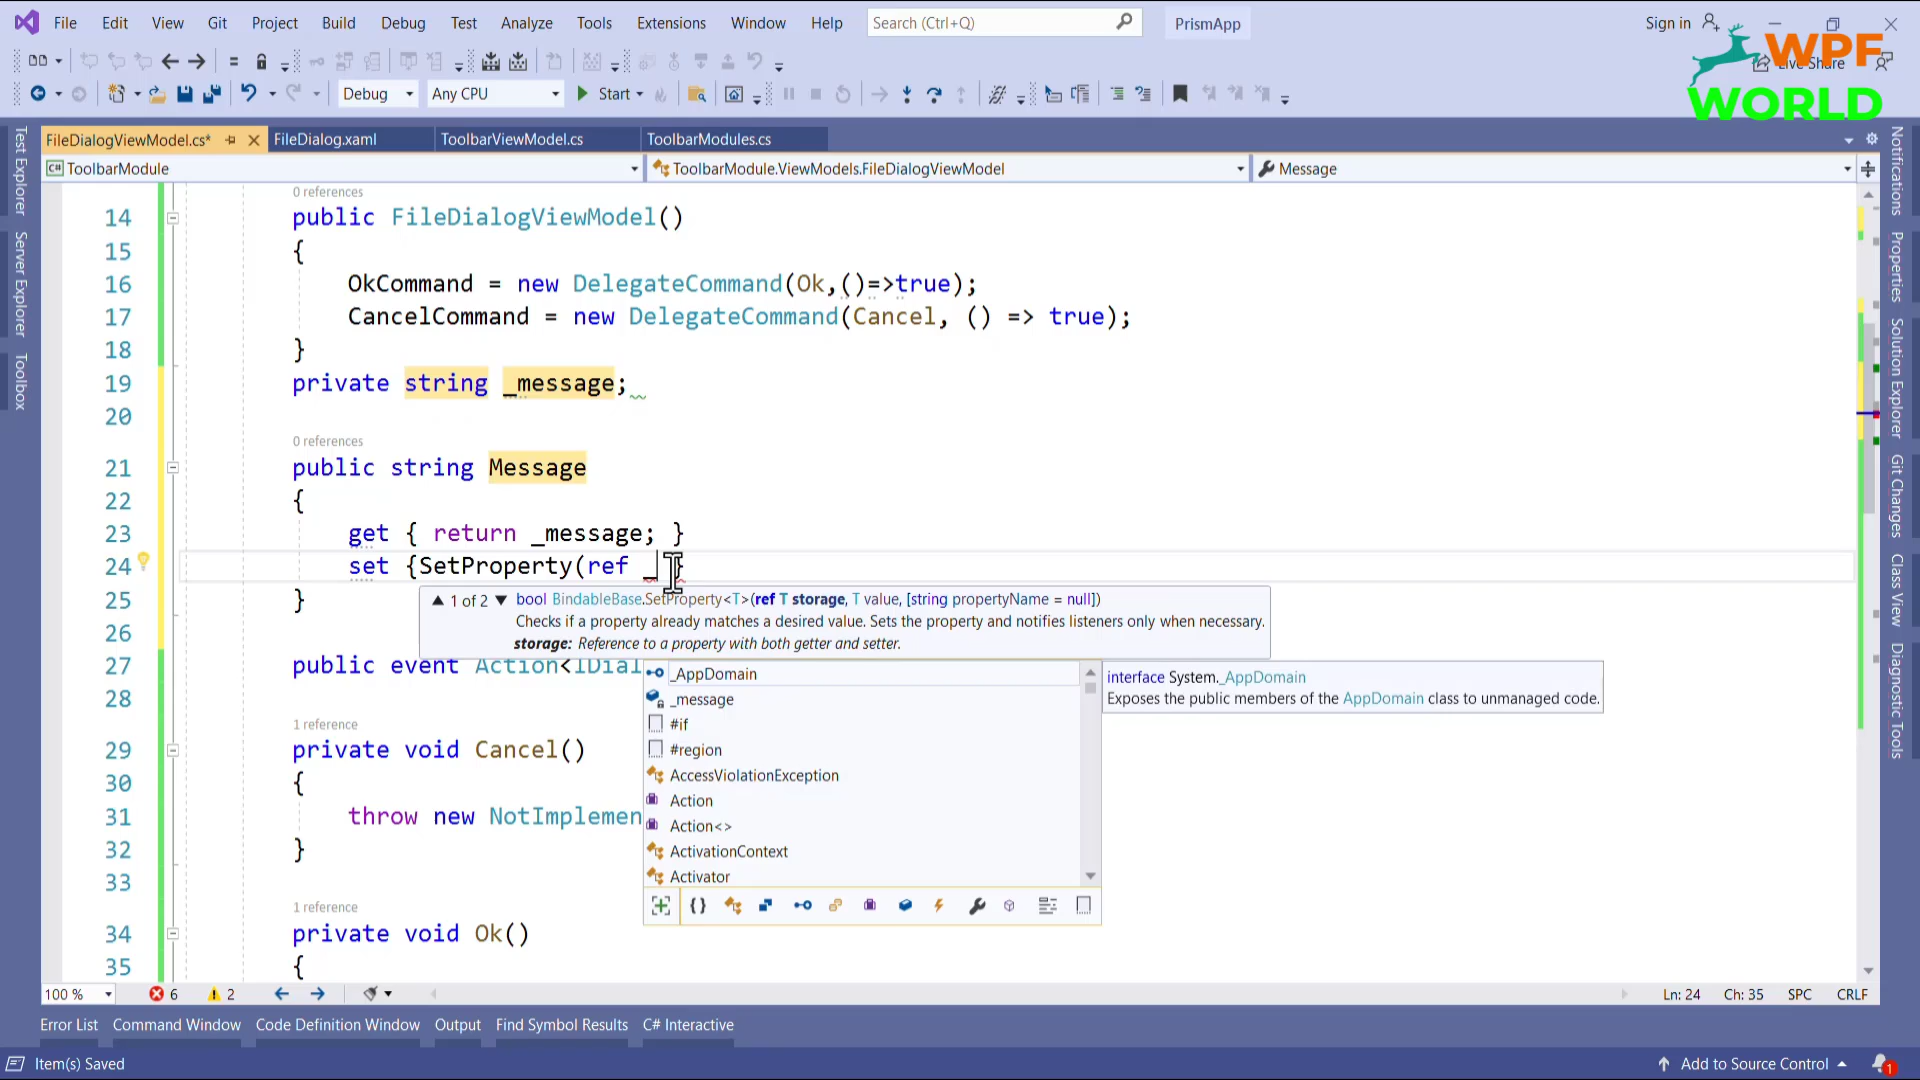 File Edit View Git Project Build Debug Test Analyze Tools Extensions Window Help Search (Ctrl+Q) PrismApp Sign in
WPF
Live Share
WORLD
Debug Any CPU Start
FileDialogViewModel.cs* FileDialog.xaml ToolbarViewModel.cs ToolbarModules.cs
C# ToolbarModule ToolbarModule.ViewModels.FileDialogViewModel Message
Test Explorer
Server Explorer
Toolbox
0 references
14 public FileDialogViewModel()
15 {
16 OkCommand = new DelegateCommand(Ok,()=>true);
17 CancelCommand = new DelegateCommand(Cancel, () => true);
18 }
19 private string _message;
20
0 references
21 public string Message
22 {
23 get { return _message; }
24 set {SetProperty(ref _ }
25 }
1 of 2 bool BindableBase.SetProperty<T>(ref T storage, T value, [string propertyName = null])
Checks if a property already matches a desired value. Sets the property and notifies listeners only when necessary.
26
storage: Reference to a property with both getter and setter.
27 public event Action<IDial
_AppDomain
interface System._AppDomain
Exposes the public members of the AppDomain class to unmanaged code.
28
_message
1 reference
#if
29 private void Cancel()
#region
30 {
AccessViolationException
Action
31 throw new NotImplemen
Action<>
32 }
ActivationContext
33
Activator
1 reference
34 private void Ok()
35 {
Notifications
Properties
Solution Explorer
Git Changes
Class View
Diagnostic Tools
100 % 6 2 Ln: 24 Ch: 35 SPC CRLF
Error List Command Window Code Definition Window Output Find Symbol Results C# Interactive
Item(s) Saved Add to Source Control 1